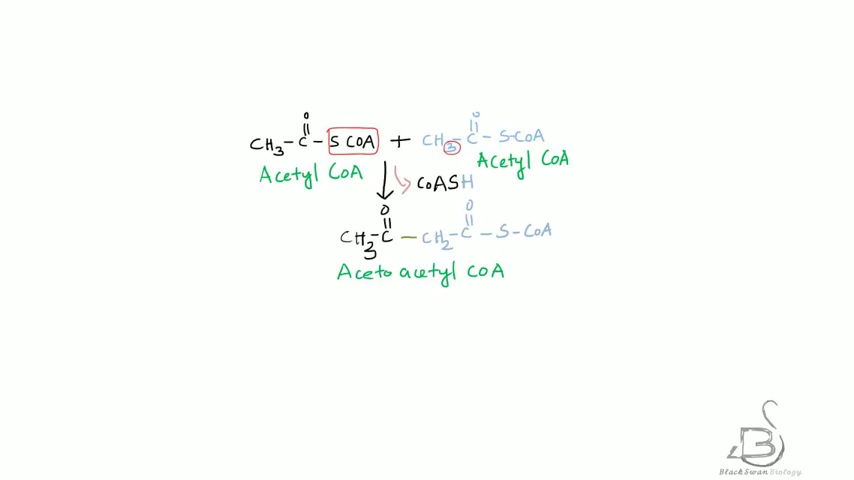 O O
CH3-C-SCOA + CH3-C-S-COA
Acetyl COA Acetyl COA
COASH
O O
CH3-C-CH2-C-S-COA
Aceto acetyl COA
B
BlackSwan Biology